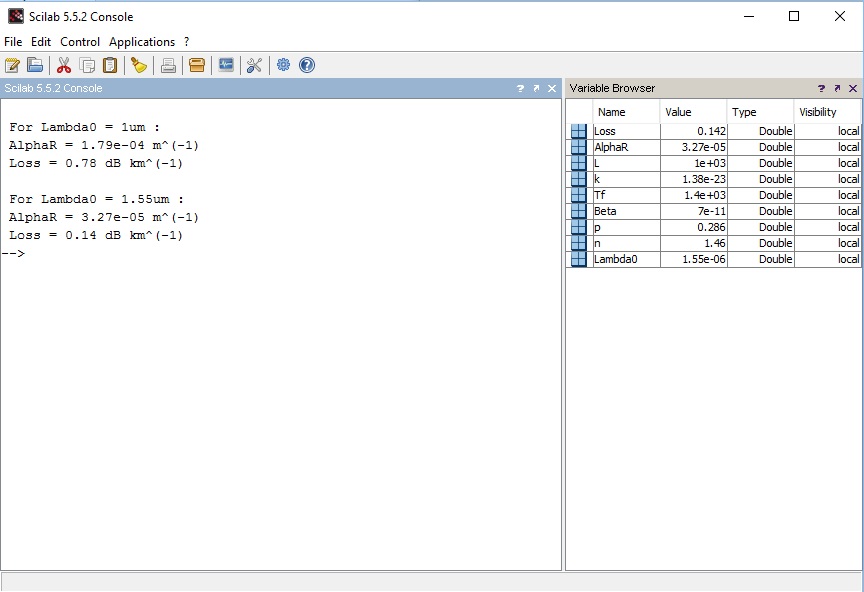 Scilab 5.5.2 Console
File Edit Control Applications ?
Scilab 5.5.2 Console ? 
For Lambda0 = 1um :
AlphaR = 1.79e-04 m^(-1)
Loss = 0.78 dB km^(-1)
For Lambda0 = 1.55um :
AlphaR = 3.27e-05 m^(-1)
Loss = 0.14 dB km^(-1)
-->
Variable Browser ?
Name Value Type Visibility
Loss 0.142 Double local
AlphaR 3.27e-05 Double local
L 1e+03 Double local
k 1.38e-23 Double local
Tf 1.4e+03 Double local
Beta 7e-11 Double local
p 0.286 Double local
n 1.46 Double local
Lambda0 1.55e-06 Double local